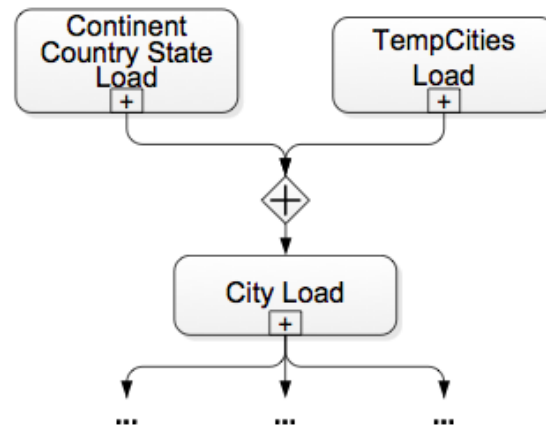 Continent
Country State
Load
+
TempCities
Load
+
City Load
+
... ... ...